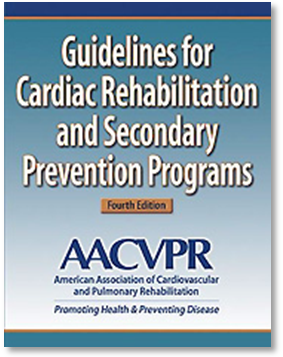 Guidelines for
Cardiac Rehabilitation
and Secondary
Prevention Programs
Fourth Edition
AACVPR
American Association of Cardiovascular
and Pulmonary Rehabilitation
Promoting Health & Preventing Disease